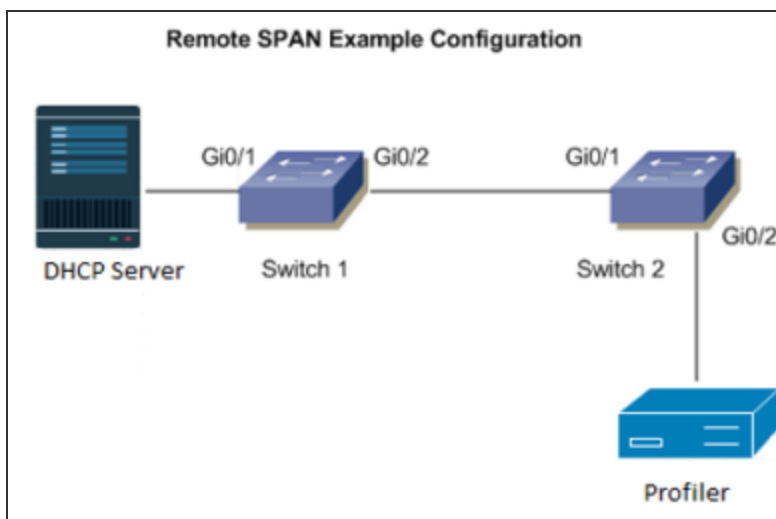 Remote SPAN Example Configuration
Gi0/1
Gi0/2
Gi0/1
DHCP Server
Switch 1
Switch 2
Gi0/2
Profiler